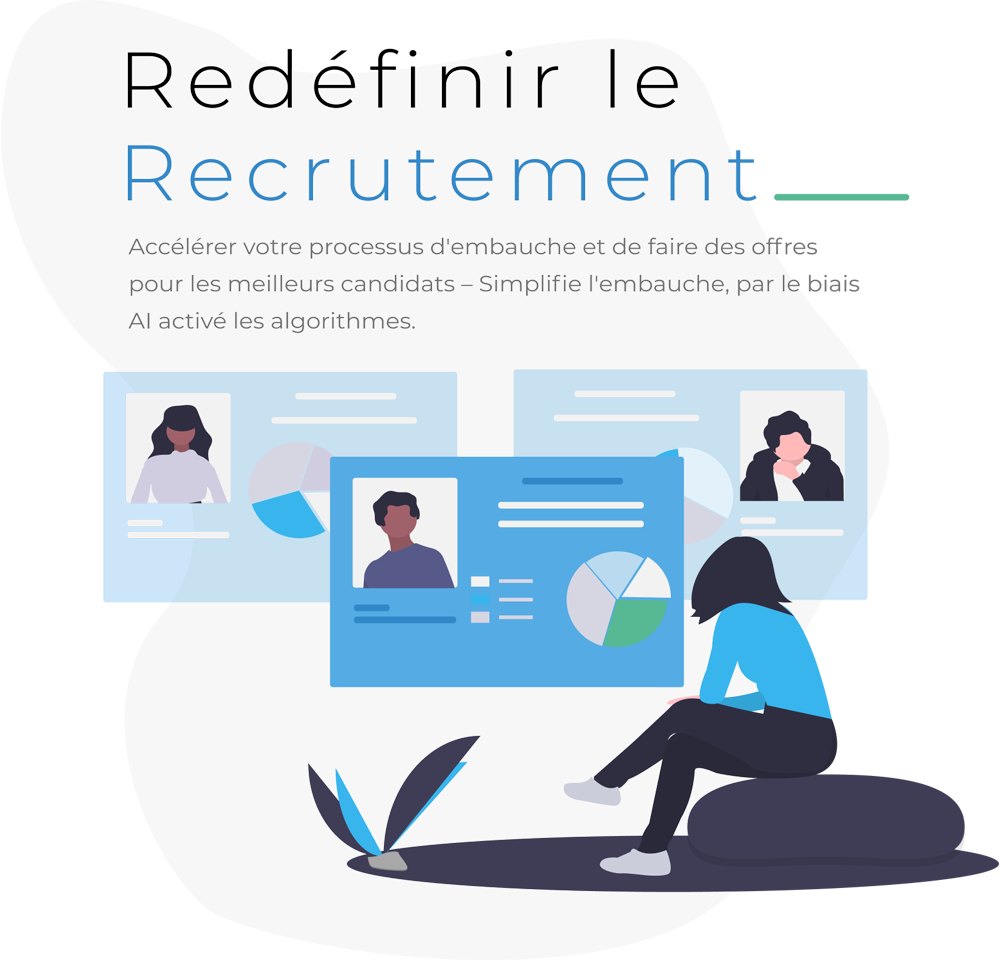 Redéfinir le
Recrutement
Accélérer votre processus d'embauche et de faire des offres
pour les meilleurs candidats – Simplifie l'embauche, par le biais
AI activé les algorithmes.